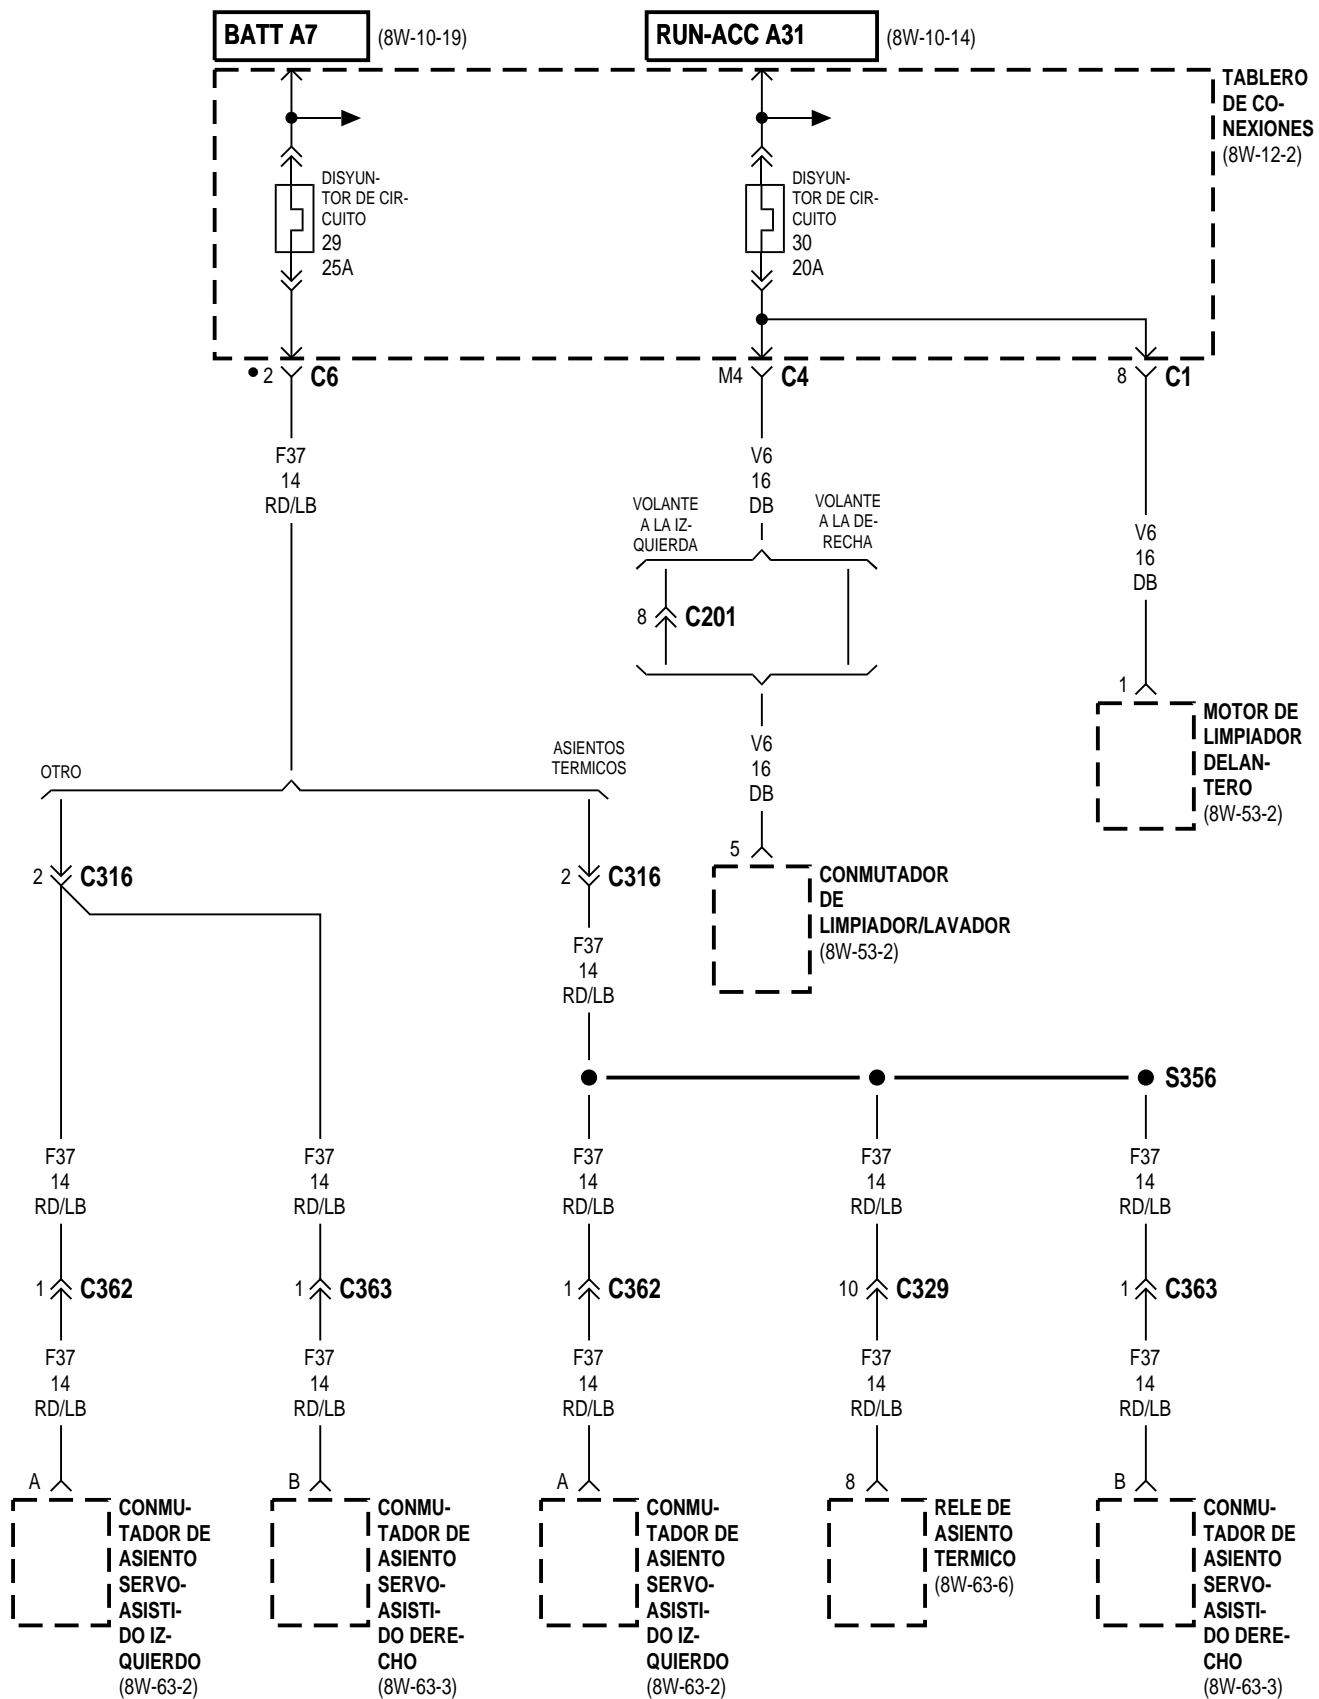 BATT A7 (8W-10-19)
RUN-ACC A31 (8W-10-14)
TABLERO
DE CO-
NEXIONES
(8W-12-2)
DISYUN-
TOR DE CIR-
CUITO
29
25A
DISYUN-
TOR DE CIR-
CUITO
30
20A
2 C6
M4 C4
8 C1
F37
14
RD/LB
V6
16
DB
VOLANTE
A LA IZ-
QUIERDA
VOLANTE
A LA DE-
RECHA
V6
16
DB
8 C201
1
MOTOR DE
LIMPIADOR
DELAN-
TERO
(8W-53-2)
V6
16
DB
OTRO
ASIENTOS
TERMICOS
2 C316
2 C316
5
CONMUTADOR
DE
LIMPIADOR/LAVADOR
(8W-53-2)
F37
14
RD/LB
S356
F37
14
RD/LB
F37
14
RD/LB
F37
14
RD/LB
F37
14
RD/LB
F37
14
RD/LB
1 C362
1 C363
1 C362
10 C329
1 C363
F37
14
RD/LB
F37
14
RD/LB
F37
14
RD/LB
F37
14
RD/LB
F37
14
RD/LB
A
CONMU-
TADOR DE
ASIENTO
SERVO-
ASISTI-
DO IZ-
QUIERDO
(8W-63-2)
B
CONMU-
TADOR DE
ASIENTO
SERVO-
ASISTI-
DO DERE-
CHO
(8W-63-3)
A
CONMU-
TADOR DE
ASIENTO
SERVO-
ASISTI-
DO IZ-
QUIERDO
(8W-63-2)
8
RELE DE
ASIENTO
TERMICO
(8W-63-6)
B
CONMU-
TADOR DE
ASIENTO
SERVO-
ASISTI-
DO DERE-
CHO
(8W-63-3)